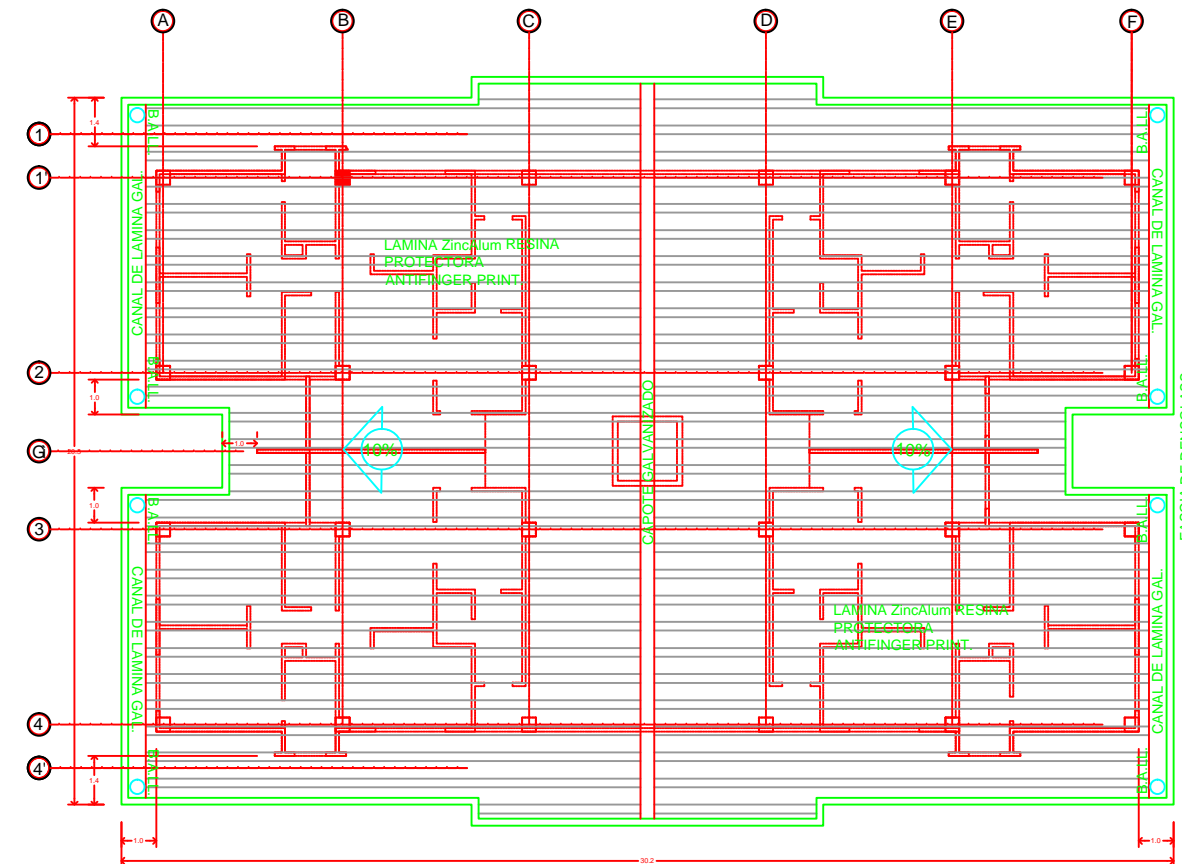 A
B
C
D
E
F
1
1'
2
G
3
4
4'
1.4
1.0
1.0
1.0
1.4
1.0
30.2
1.0
B.A.LL.
CANAL DE LAMINA GAL.
B.A.LL.
LAMINA ZincAlum RESINA
PROTECTORA
ANTIFINGER PRINT.
B.A.LL.
CANAL DE LAMINA GAL.
B.A.LL.
10%
CAPOTE GALVANIZADO
10%
B.A.LL.
CANAL DE LAMINA GAL.
B.A.LL.
LAMINA ZincAlum RESINA
PROTECTORA
ANTIFINGER PRINT.
B.A.LL.
CANAL DE LAMINA GAL.
B.A.LL.